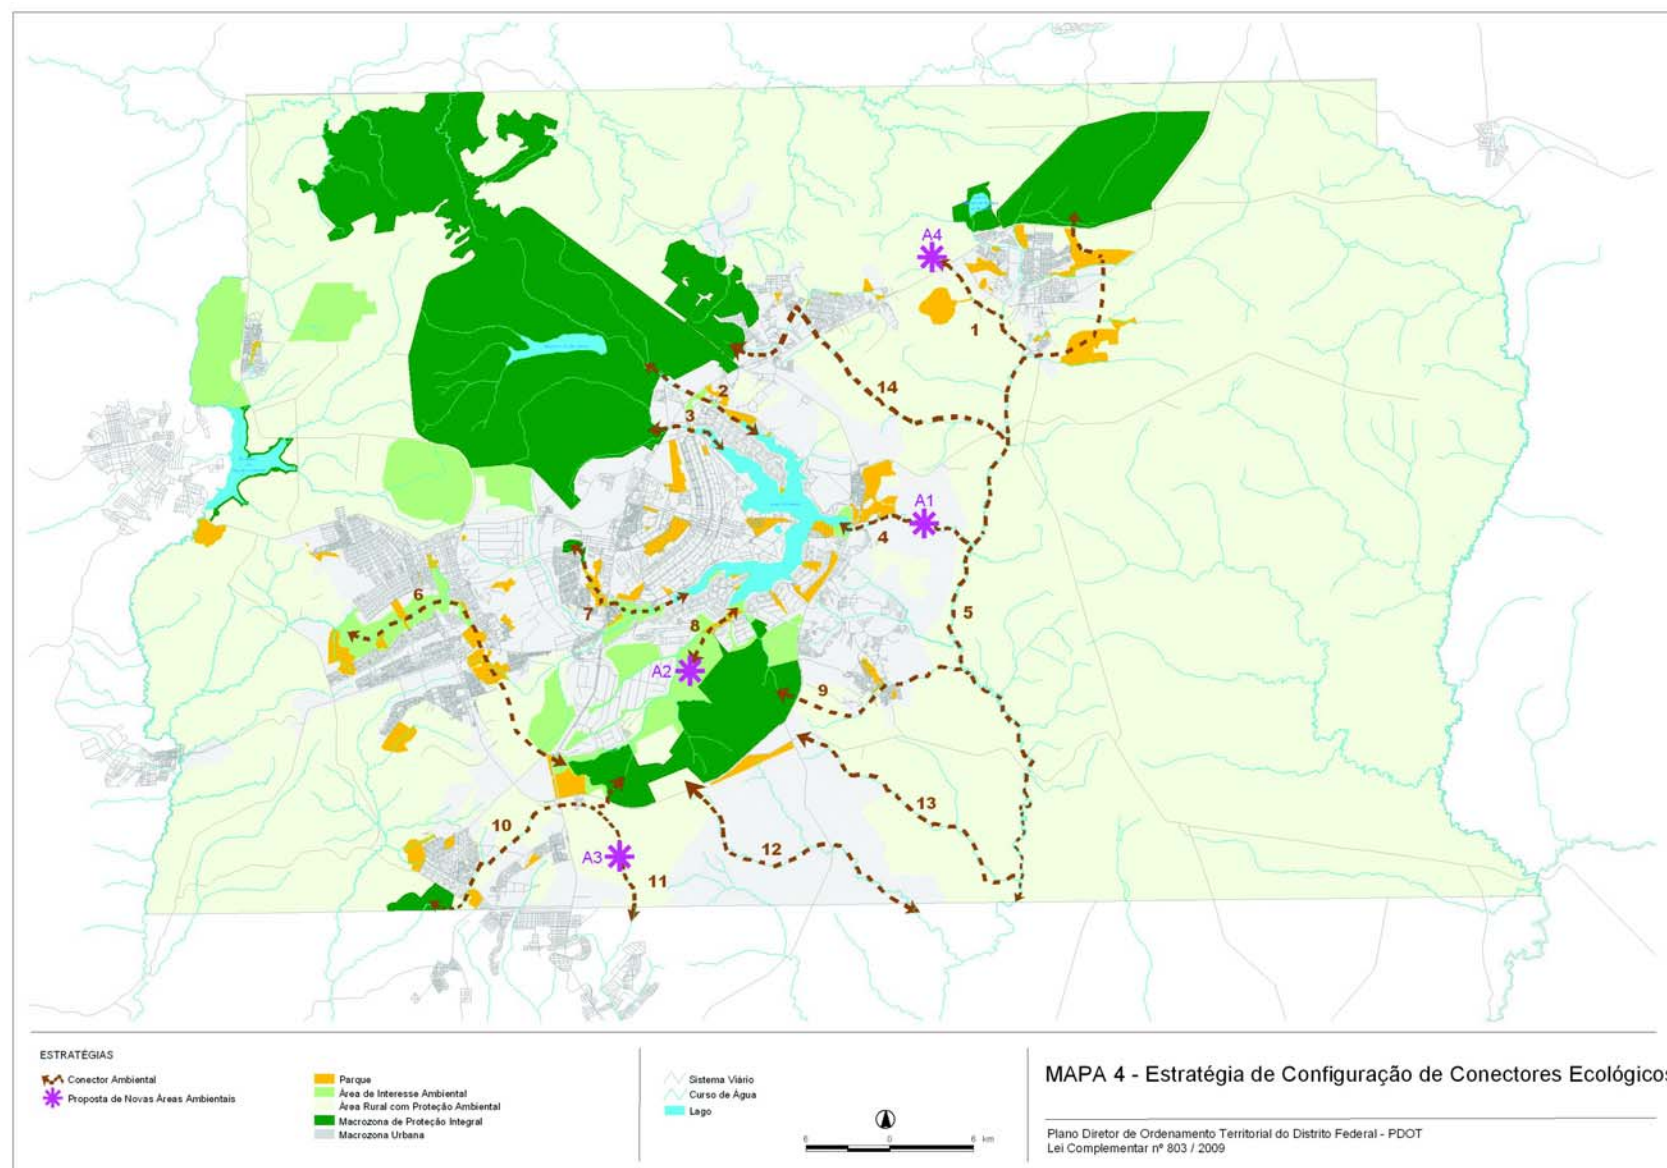 A4
1
2
14
3
A1
4
6
5
7
8
A2
9
13
10
12
A3
11
ESTRATÉGIAS
Conector Ambiental
Proposta de Novas Áreas Ambientais
Parque
Área de Interesse Ambiental
Área Rural com Proteção Ambiental
Macrozona de Proteção Integral
Macrozona Urbana
Sistema Viário
Curso de Água
Lago
6 0 6 km
MAPA 4 - Estratégia de Configuração de Conectores Ecológicos
Plano Diretor de Ordenamento Territorial do Distrito Federal - PDOT
Lei Complementar nº 803 / 2009